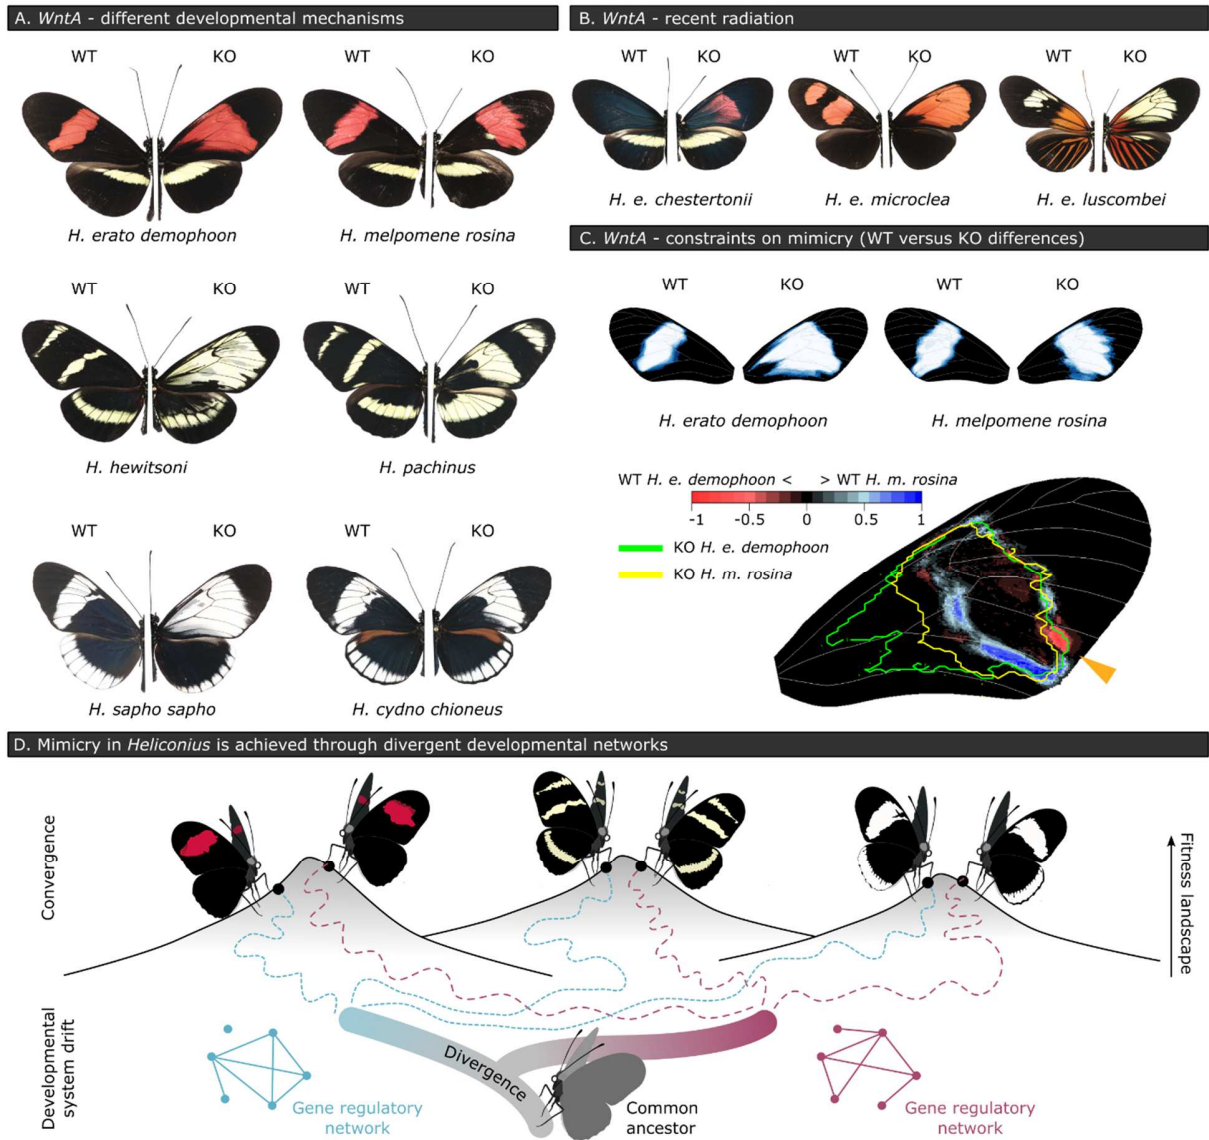 A. WntA - different developmental mechanisms
WT KO WT KO
H. erato demophoon H. melpomene rosina
WT KO WT KO
H. hewitsoni H. pachinus
WT KO WT KO
H. sapho sapho H. cydno chioneus
B. WntA - recent radiation
WT KO WT KO WT KO
H. e. chestertonii H. e. microclea H. e. luscombei
C. WntA - constraints on mimicry (WT versus KO differences)
WT KO WT KO
H. erato demophoon H. melpomene rosina
WT H. e. demophoon < > WT H. m. rosina
-1 -0.5 0 0.5 1
KO H. e. demophoon
KO H. m. rosina
D. Mimicry in Heliconius is achieved through divergent developmental networks
Convergence
Fitness landscape
Developmental
system drift
Divergence
Gene regulatory
network
Common
ancestor
Gene regulatory
network